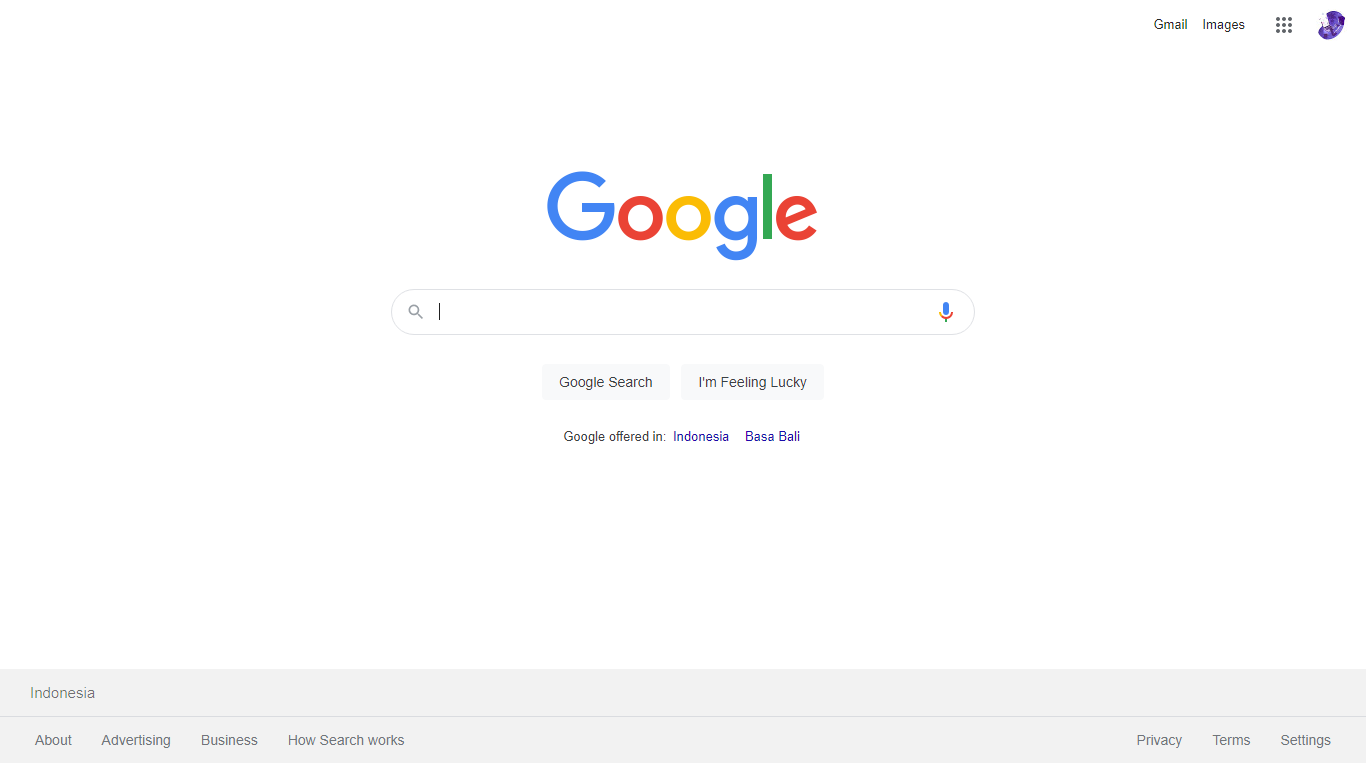 Gmail Images
Google
Google Search I'm Feeling Lucky
Google offered in: Indonesia Basa Bali
Indonesia
About Advertising Business How Search works Privacy Terms Settings